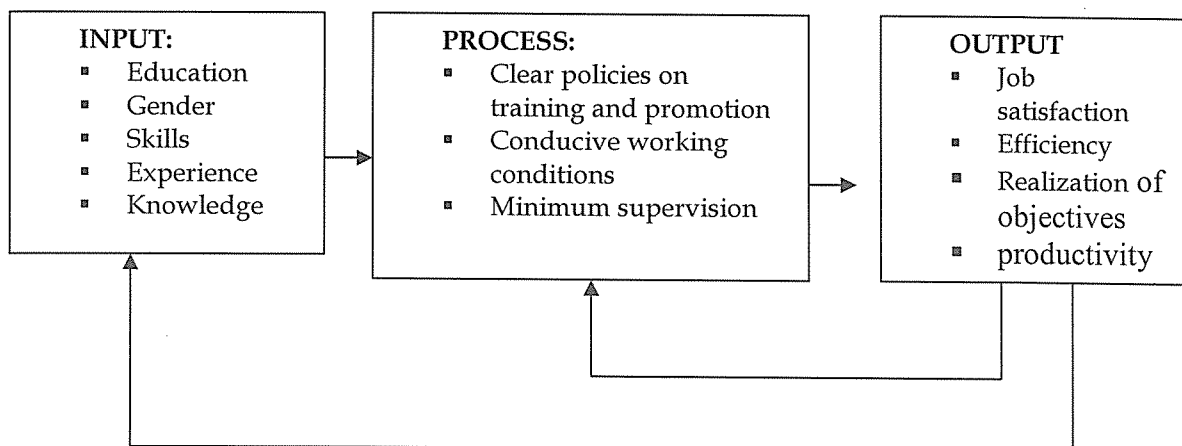 INPUT:
▪ Education
▪ Gender
▪ Skills
▪ Experience
▪ Knowledge
PROCESS:
▪ Clear policies on
training and promotion
▪ Conducive working
conditions
▪ Minimum supervision
OUTPUT
▪ Job
satisfaction
▪ Efficiency
▪ Realization of
objectives
▪ productivity